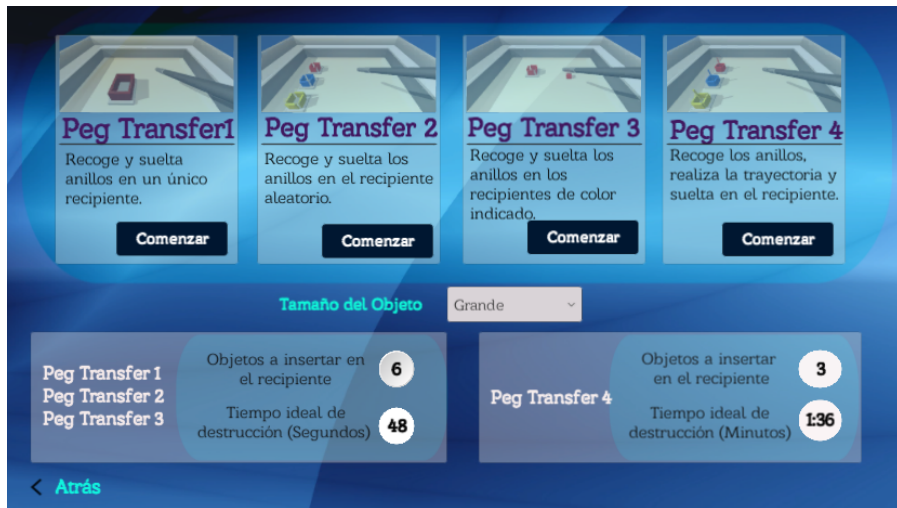 Peg Transfer1
Recoge y suelta
anillos en un único
recipiente.
Comenzar
Peg Transfer 2
Recoge y suelta los
anillos en el recipiente
aleatorio.
Comenzar
Peg Transfer 3
Recoge y suelta los
anillos en los
recipientes de color
indicado.
Comenzar
Peg Transfer 4
Recoge los anillos,
realiza la trayectoria y
suelta en el recipiente.
Comenzar
Tamaño del Objeto
Grande
Peg Transfer 1
Peg Transfer 2
Peg Transfer 3
Objetos a insertar en
el recipiente
6
Tiempo ideal de
destrucción (Segundos)
48
Peg Transfer 4
Objetos a insertar
en el recipiente
3
Tiempo ideal de
destrucción (Minutos)
1:36
Atrás